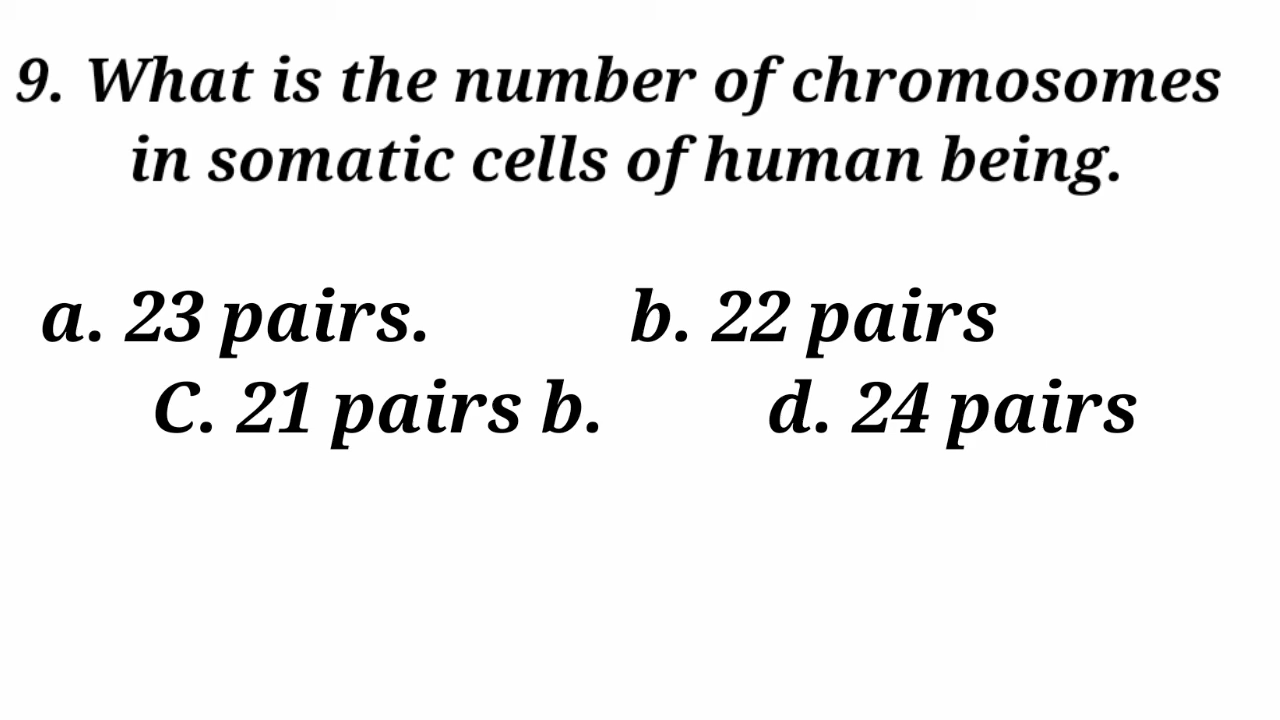 9. What is the number of chromosomes
in somatic cells of human being.
a. 23 pairs. b. 22 pairs
C. 21 pairs b. d. 24 pairs